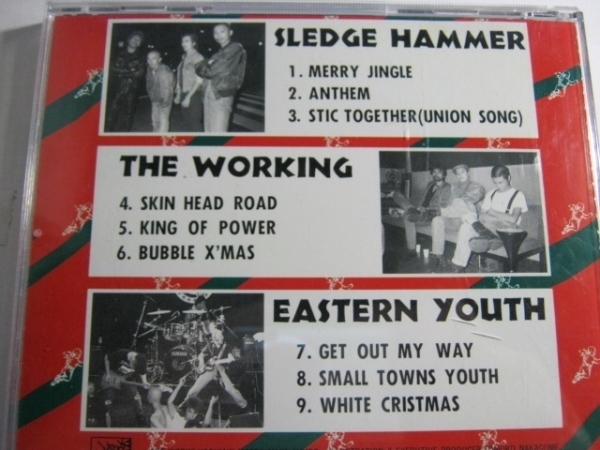 SLEDGE HAMMER
1. MERRY JINGLE
2. ANTHEM
3. STIC TOGETHER(UNION SONG)
THE WORKING
4. SKIN HEAD ROAD
5. KING OF POWER
6. BUBBLE X'MAS
EASTERN YOUTH
7. GET OUT MY WAY
8. SMALL TOWNS YOUTH
9. WHITE CRISTMAS